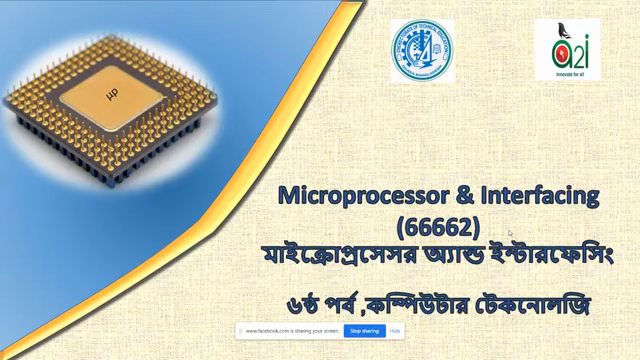 μp
a2i
Innovate for all
Microprocessor & Interfacing
(66662)
মাইক্রোপ্রসেসর অ্যান্ড ইন্টারফেসিং
৬ষ্ঠ পর্ব ,কম্পিউটার টেকনোলজি
www.facebook.com is sharing your screen.
Stop sharing
Hide